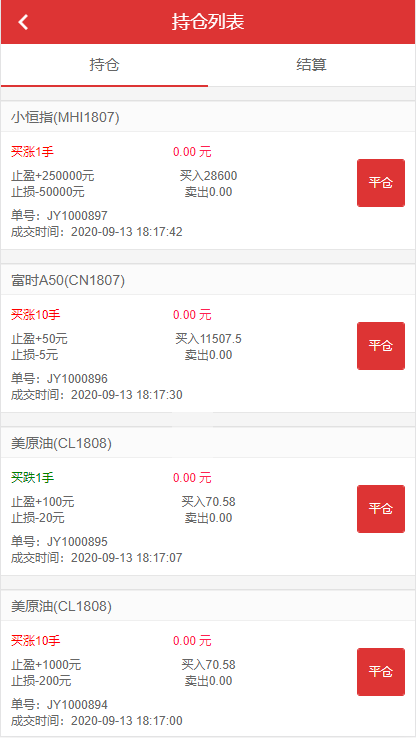 持仓列表
持仓 结算
小恒指(MHI1807)
买涨1手 0.00 元
止盈+250000元 买入28600
止损-50000元 卖出0.00
平仓
单号：JY1000897
成交时间：2020-09-13 18:17:42
富时A50(CN1807)
买涨10手 0.00 元
止盈+50元 买入11507.5
止损-5元 卖出0.00
平仓
单号：JY1000896
成交时间：2020-09-13 18:17:30
美原油(CL1808)
买跌1手 0.00 元
止盈+100元 买入70.58
止损-20元 卖出0.00
平仓
单号：JY1000895
成交时间：2020-09-13 18:17:07
美原油(CL1808)
买涨10手 0.00 元
止盈+1000元 买入70.58
止损-200元 卖出0.00
平仓
单号：JY1000894
成交时间：2020-09-13 18:17:00